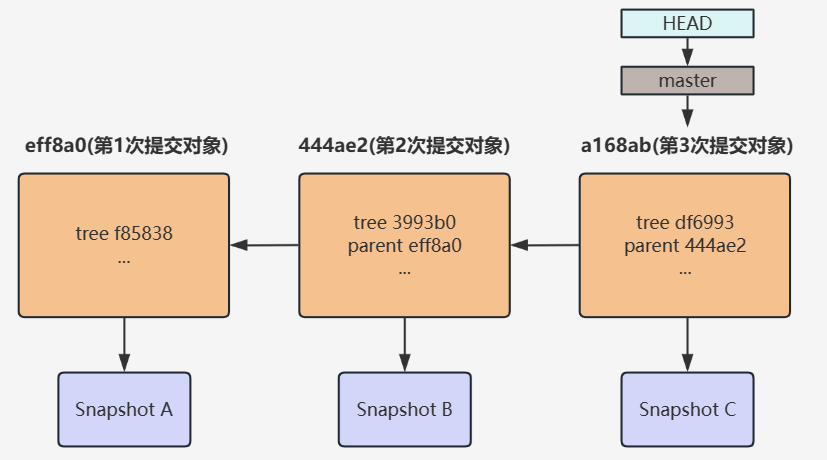 HEAD
master
eff8a0(第1次提交对象)
444ae2(第2次提交对象)
a168ab(第3次提交对象)
tree f85838
...
tree 3993b0
parent eff8a0
...
tree df6993
parent 444ae2
...
Snapshot A
Snapshot B
Snapshot C